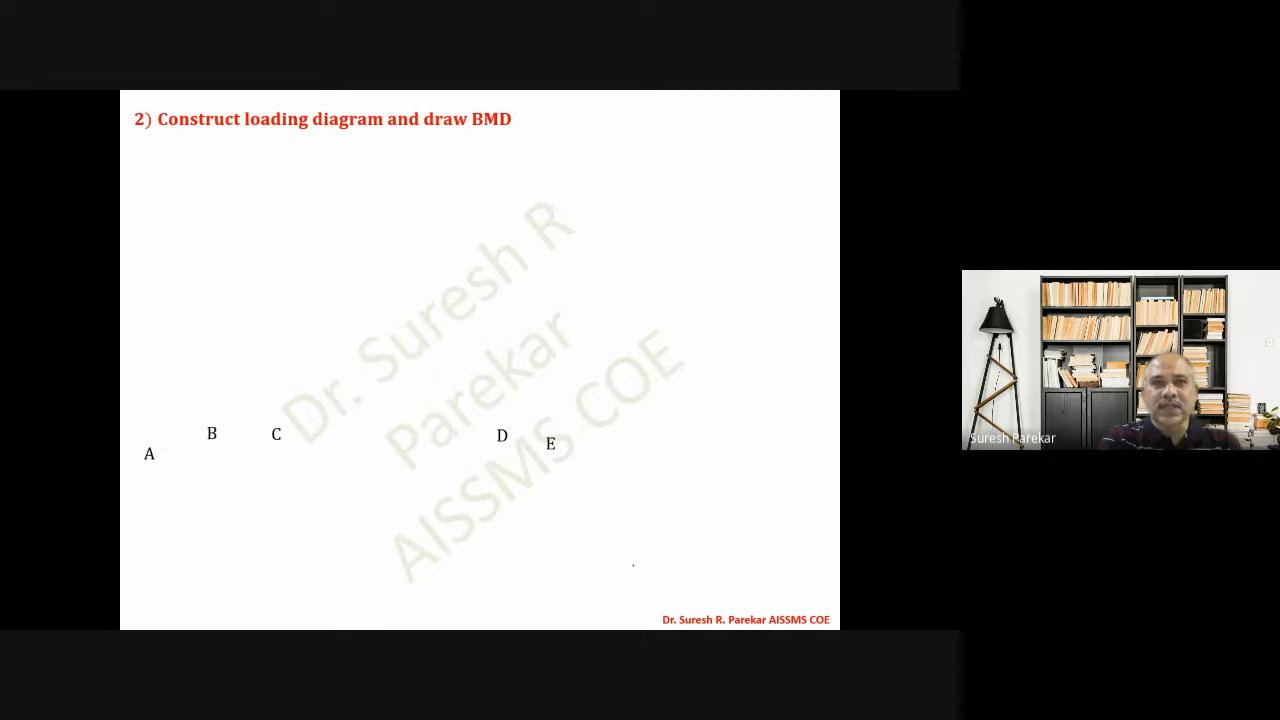 2) Construct loading diagram and draw BMD
Dr. Suresh R
Parekar
AISSMS COE
B C D
E
A
Dr. Suresh R. Parekar AISSMS COE
Suresh Parekar